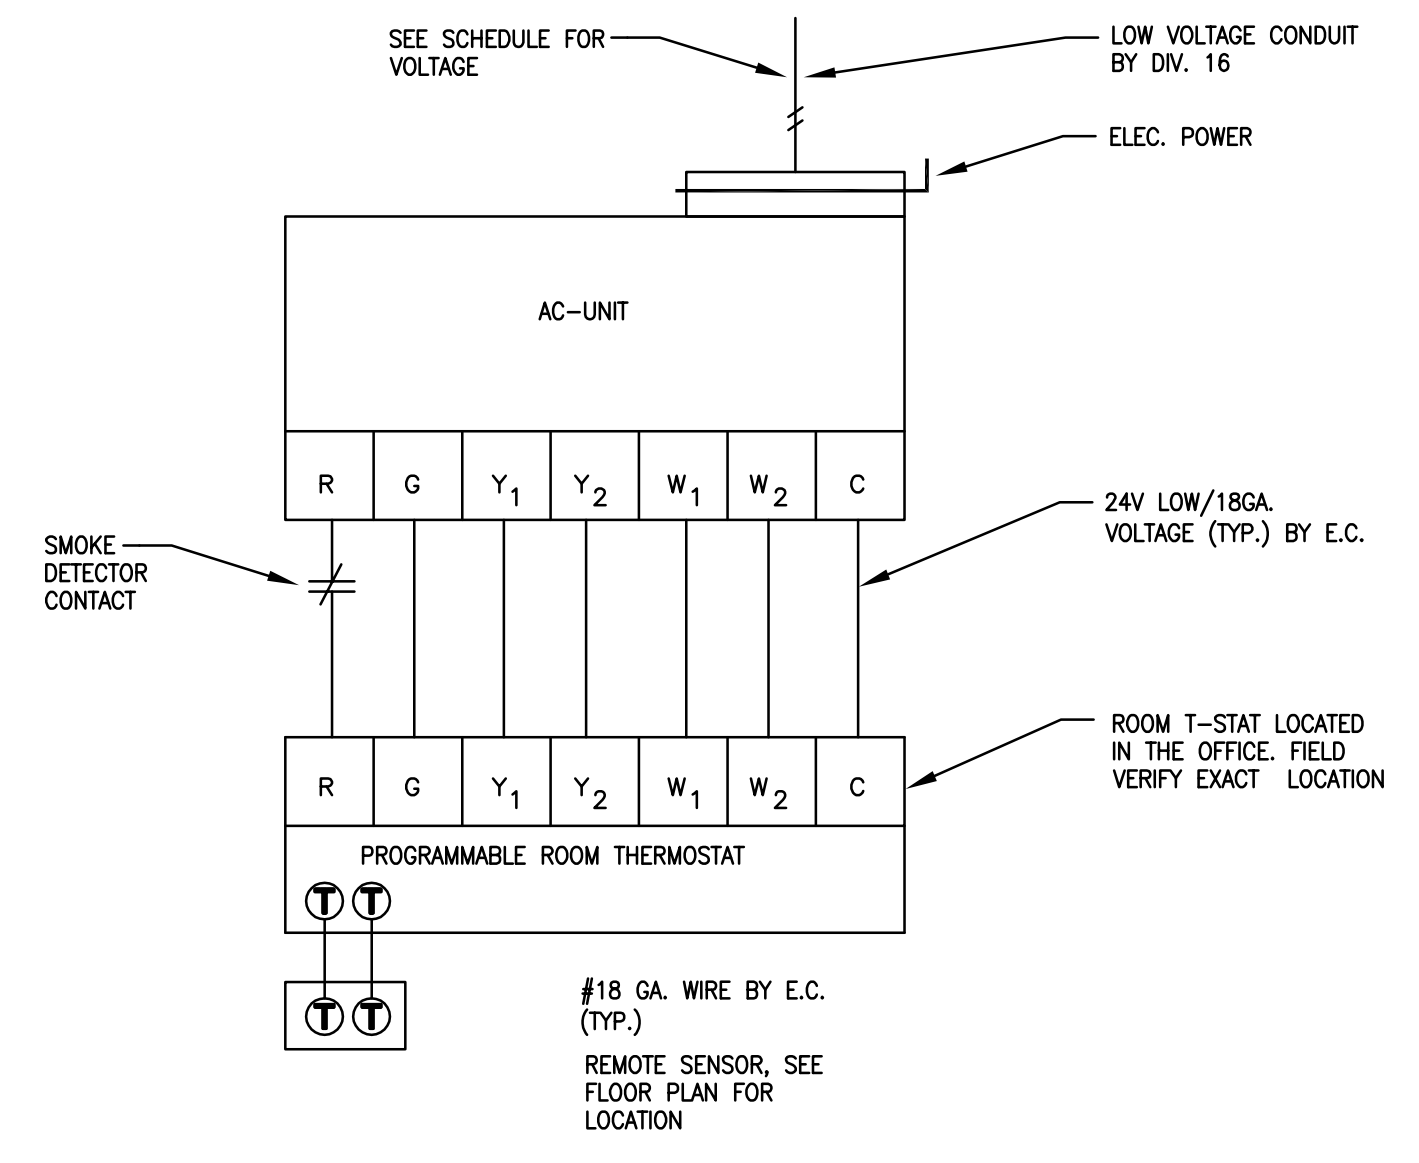 SEE SCHEDULE FOR
VOLTAGE
LOW VOLTAGE CONDUIT
BY DIV. 16
ELEC. POWER
AC-UNIT
R G Y1 Y2 W1 W2 C
24V LOW/18GA.
VOLTAGE (TYP.) BY E.C.
SMOKE
DETECTOR
CONTACT
ROOM T-STAT LOCATED
IN THE OFFICE. FIELD
VERIFY EXACT LOCATION
R G Y1 Y2 W1 W2 C
PROGRAMMABLE ROOM THERMOSTAT
T T
T T
#18 GA. WIRE BY E.C.
(TYP.)
REMOTE SENSOR, SEE
FLOOR PLAN FOR
LOCATION